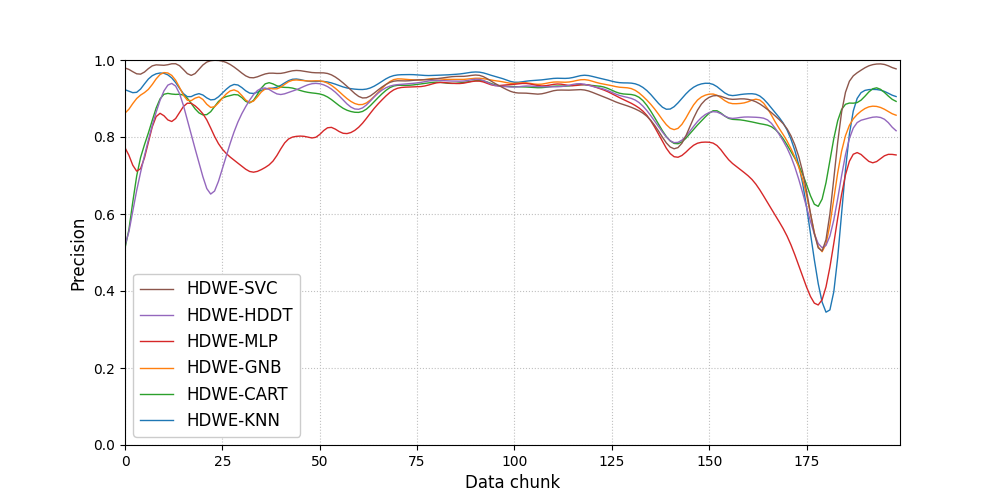 1.0
0.8
0.6
0.4
0.2
0.0
Precision
HDWE-SVC
HDWE-HDDT
HDWE-MLP
HDWE-GNB
HDWE-CART
HDWE-KNN
0 25 50 75 100 125 150 175
Data chunk